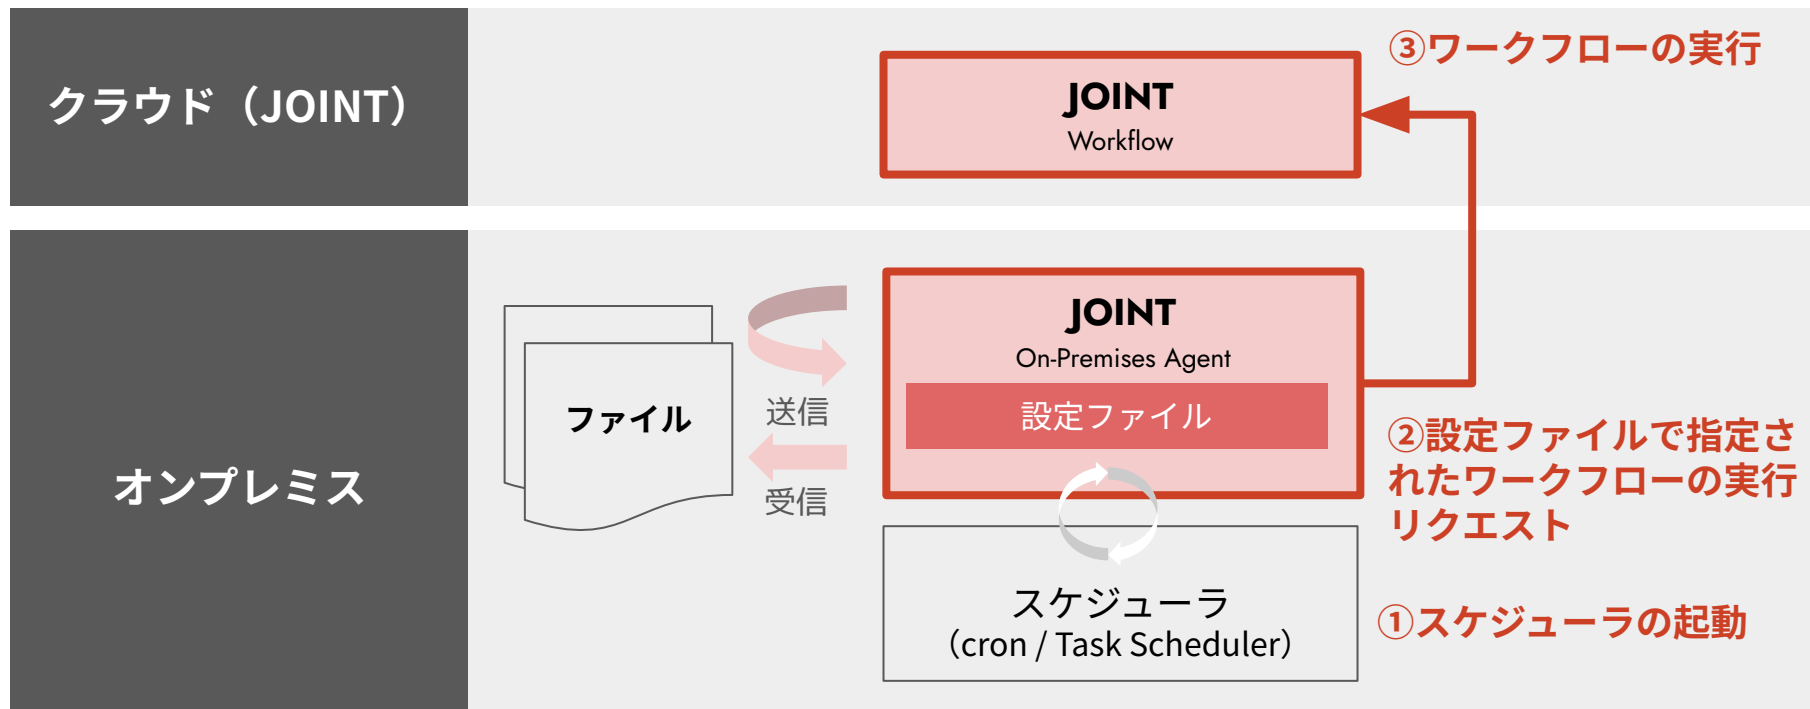 クラウド（JOINT）
JOINT
Workflow
③ワークフローの実行
オンプレミス
ファイル
送信
受信
JOINT
On-Premises Agent
設定ファイル
②設定ファイルで指定さ
れたワークフローの実行
リクエスト
スケジューラ
（cron / Task Scheduler）
①スケジューラの起動